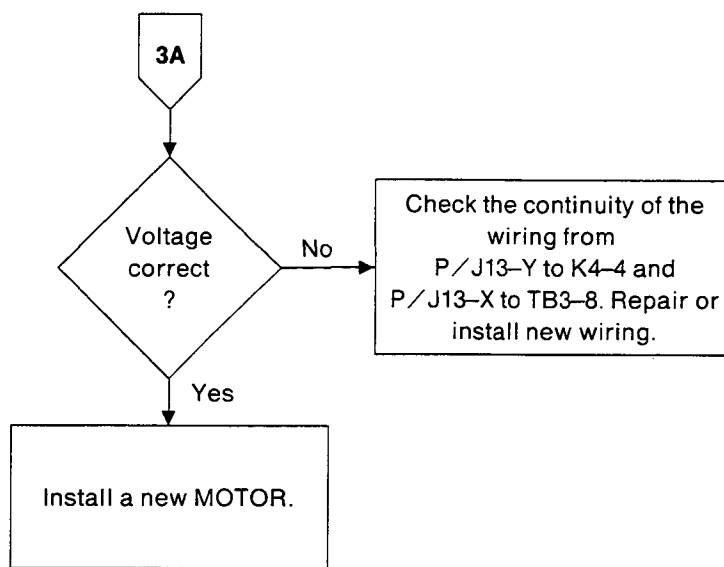 3A
Voltage
correct
?
No
Check the continuity of the
wiring from
P/J13–Y to K4–4 and
P/J13–X to TB3–8. Repair or
install new wiring.
Yes
Install a new MOTOR.